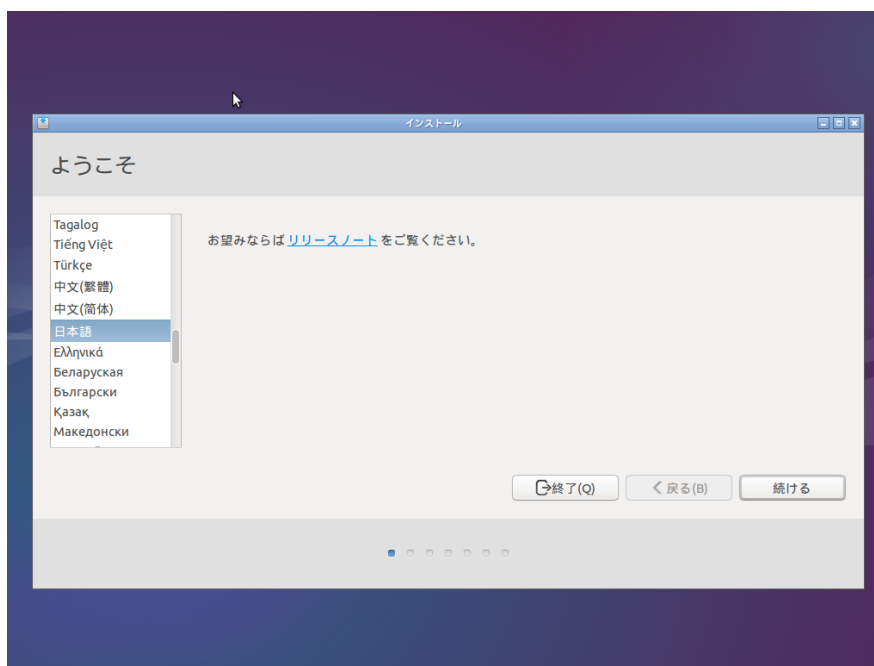 インストール
ようこそ
Tagalog
Tiếng Việt
Türkçe
中文(繁體)
中文(简体)
日本語
Ελληνικά
Беларуская
Български
Қазақ
Македонски
お望みならば リリースノート をご覧ください。
終了(Q)
戻る(B)
続ける